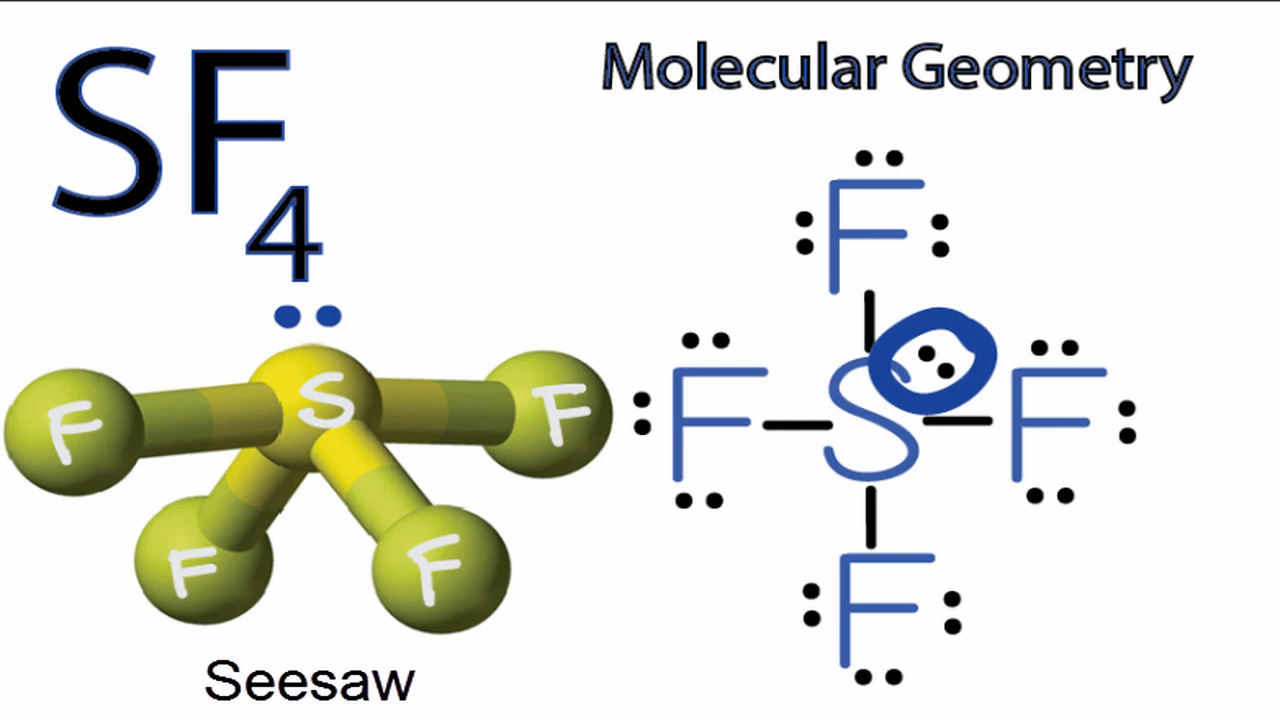 SF4
Molecular Geometry
F
F S F
F
F S F
F F
Seesaw